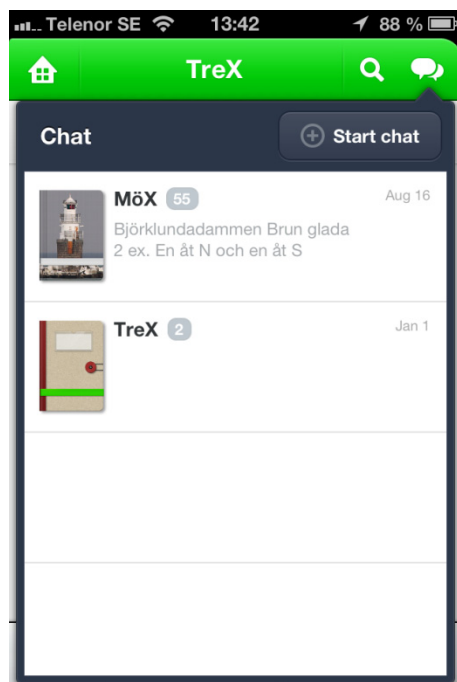 Telenor SE 13:42 88 %
TreX
Chat
Start chat
MöX 55 Aug 16
Björklundadammen Brun glada
2 ex. En åt N och en åt S
TreX 2 Jan 1